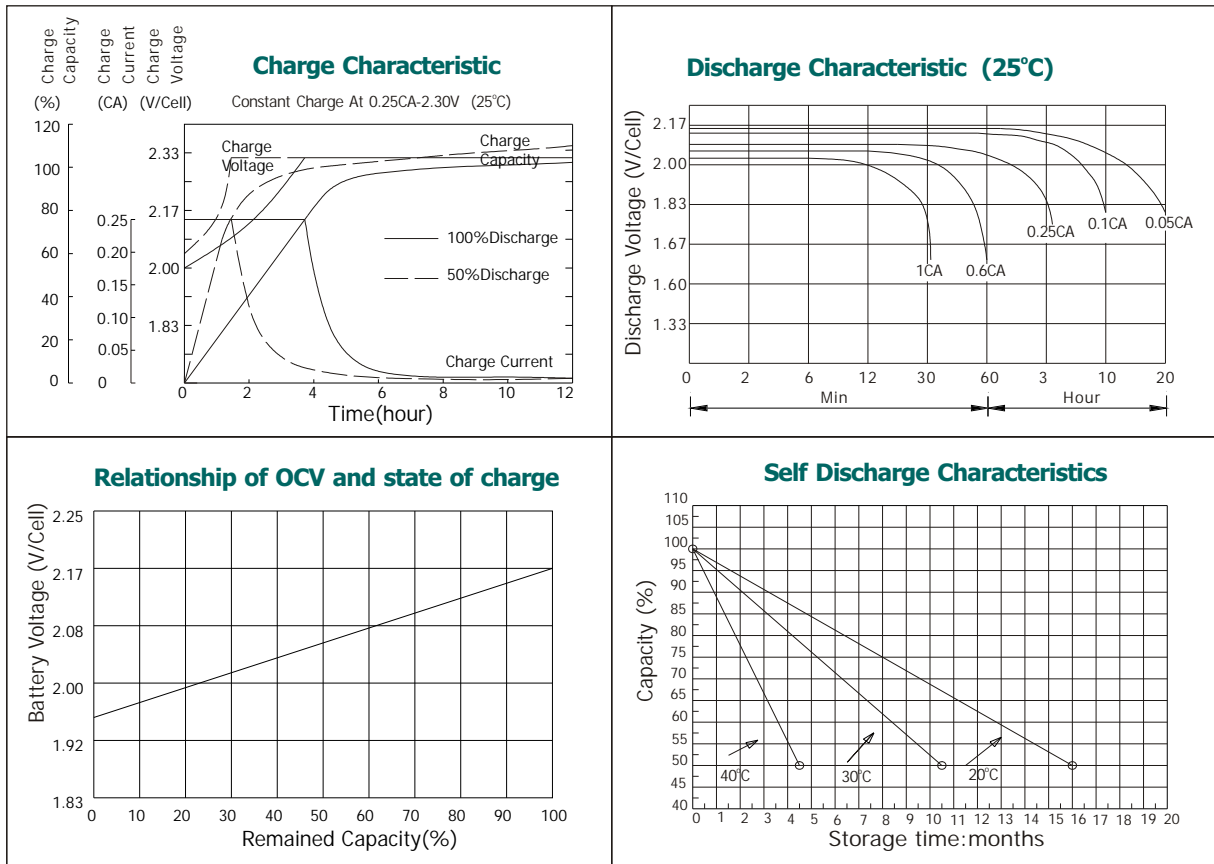 Charge Capacity
Charge Current
Charge Voltage
(%)
(CA)
(V/Cell)
Charge Characteristic
Constant Charge At 0.25CA-2.30V (25°C)
120
100
80
60
40
20
0
0.25
0.20
0.15
0.10
0.05
0
2.33
2.17
2.00
1.83
Charge Voltage
Charge Capacity
100%Discharge
50%Discharge
Charge Current
0 2 4 6 8 10 12
Time(hour)
Discharge Characteristic (25°C)
Discharge Voltage (V/Cell)
2.17
2.00
1.83
1.67
1.60
1.33
1CA
0.6CA
0.25CA
0.1CA
0.05CA
0 2 6 12 30 60 3 10 20
Min
Hour
Relationship of OCV and state of charge
Battery Voltage (V/Cell)
2.25
2.17
2.08
2.00
1.92
1.83
0 10 20 30 40 50 60 70 80 90 100
Remained Capacity(%)
Self Discharge Characteristics
Capacity (%)
110
105
100
95
90
85
80
75
70
65
60
55
50
45
40
40°C
30°C
20°C
0 1 2 3 4 5 6 7 8 9 10 11 12 13 14 15 16 17 18 19 20
Storage time:months